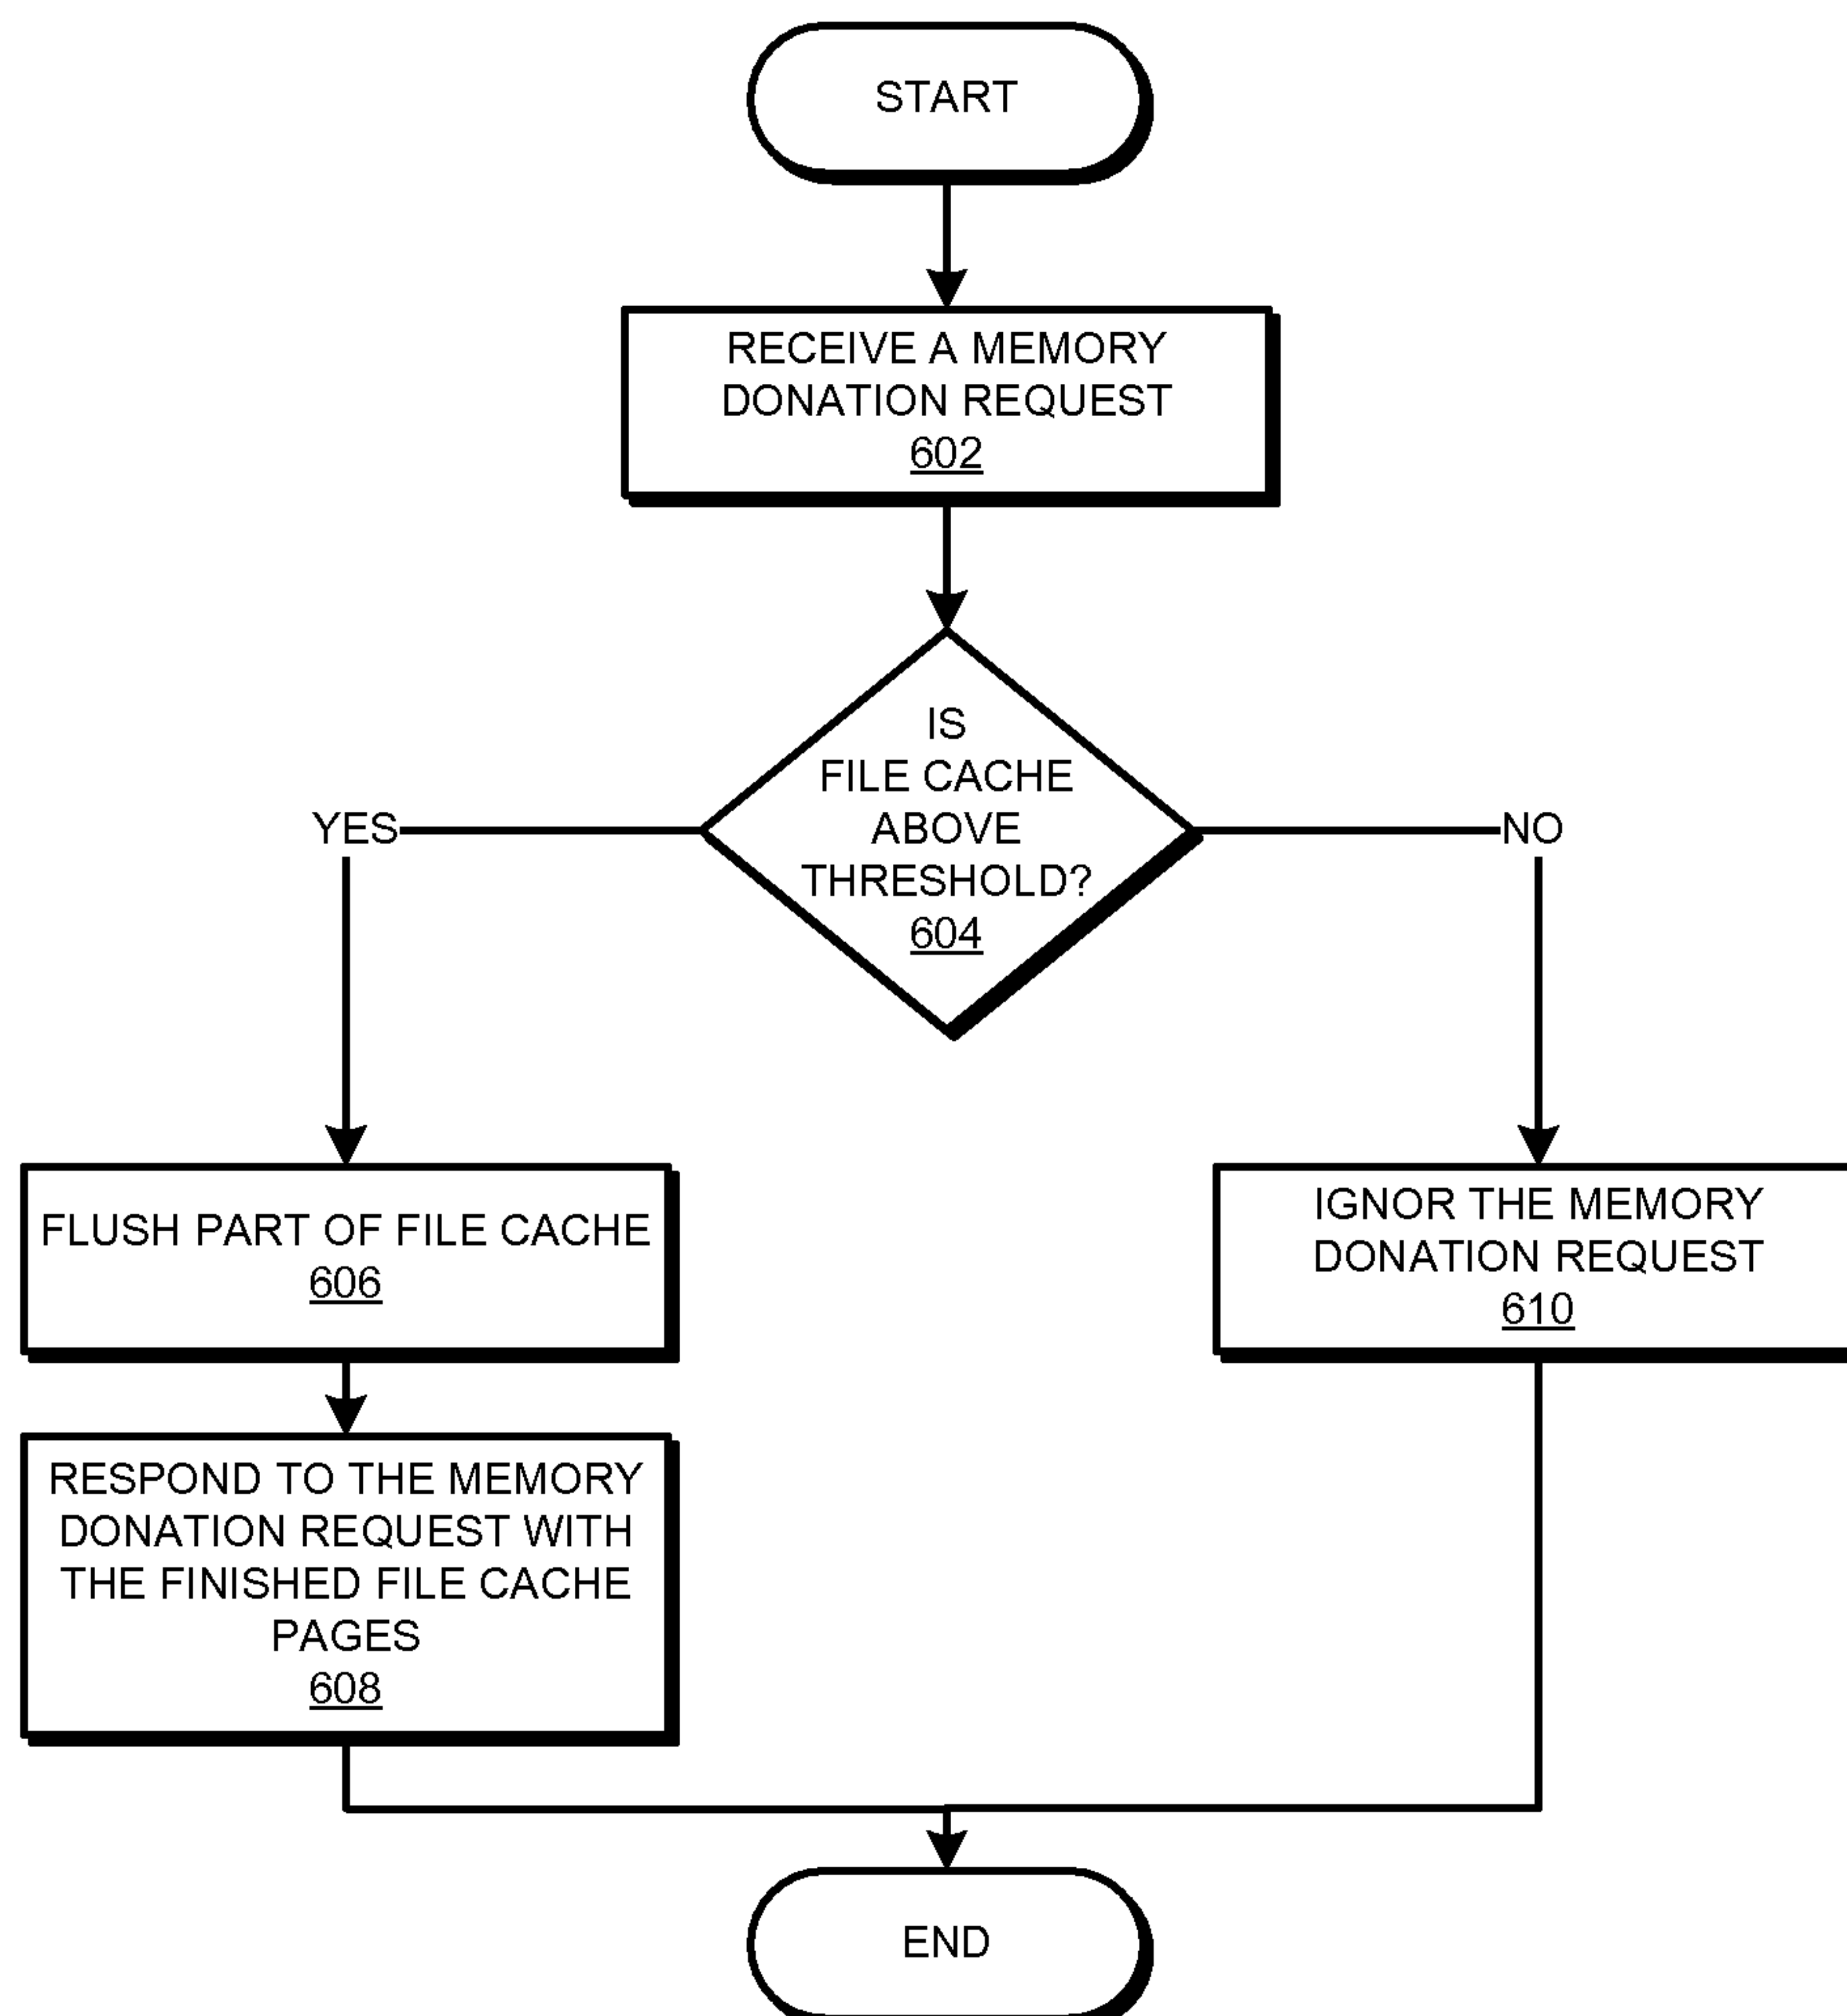 START
RECEIVE A MEMORY
DONATION REQUEST
602
IS
FILE CACHE
ABOVE
THRESHOLD?
604
YES
NO
FLUSH PART OF FILE CACHE
606
IGNOR THE MEMORY
DONATION REQUEST
610
RESPOND TO THE MEMORY
DONATION REQUEST WITH
THE FINISHED FILE CACHE
PAGES
608
END